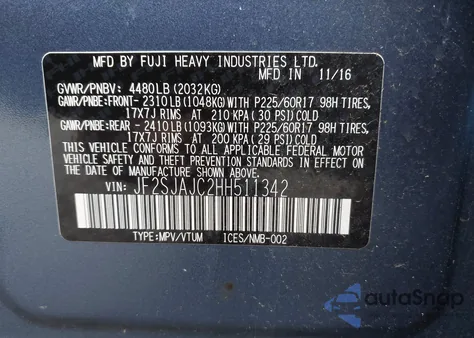 MFD. BY FUJI HEAVY INDUSTRIES LTD.
MADE IN 11/16
GVWR/PNBV: 4480LB (2032KG)
GAWR/PNBE:FRONT- 2310LB (1048KG)WITH P225/60R17 98H TIRES,
17X7J RIMS AT 210 KPA (30 PSI)COLD
GAWR/PNBE:REAR - 2410LB (1093KG)WITH P225/60R17 98H TIRES,
17X7J RIMS AT 200 KPA (29 PSI)COLD
THIS VEHICLE CONFORMS TO ALL APPLICABLE FEDERAL MOTOR
VEHICLE SAFETY, BUMPER, AND THEFT PREVENTION STANDARDS
IN EFFECT ON THE DATE OF MANUFACTURE SHOWN ABOVE.
VIN: JF2SJAJC2HH511342
TYPE:MPV/VTUM ICES/NMB-002
autoSnap